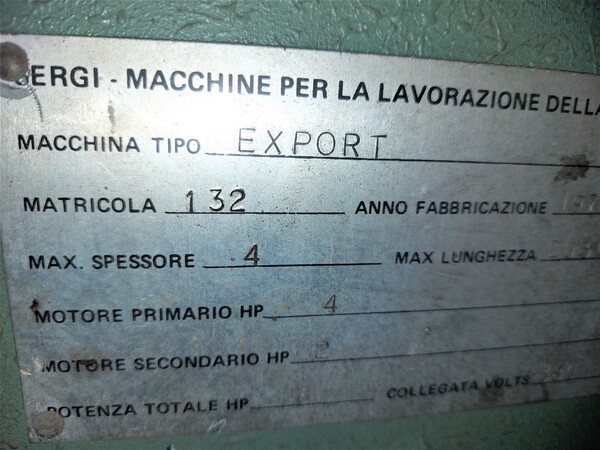 ERGI - MACCHINE PER LA LAVORAZIONE DELLA
MACCHINA TIPO EXPORT
MATRICOLA 132 ANNO FABBRICAZIONE
MAX. SPESSORE 4 MAX LUNGHEZZA
MOTORE PRIMARIO HP 4
MOTORE SECONDARIO HP 2
POTENZA TOTALE HP COLLEGATA VOLTS